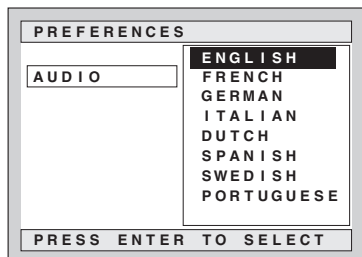 PREFERENCES
AUDIO
ENGLISH
FRENCH
GERMAN
ITALIAN
DUTCH
SPANISH
SWEDISH
PORTUGUESE
PRESS ENTER TO SELECT